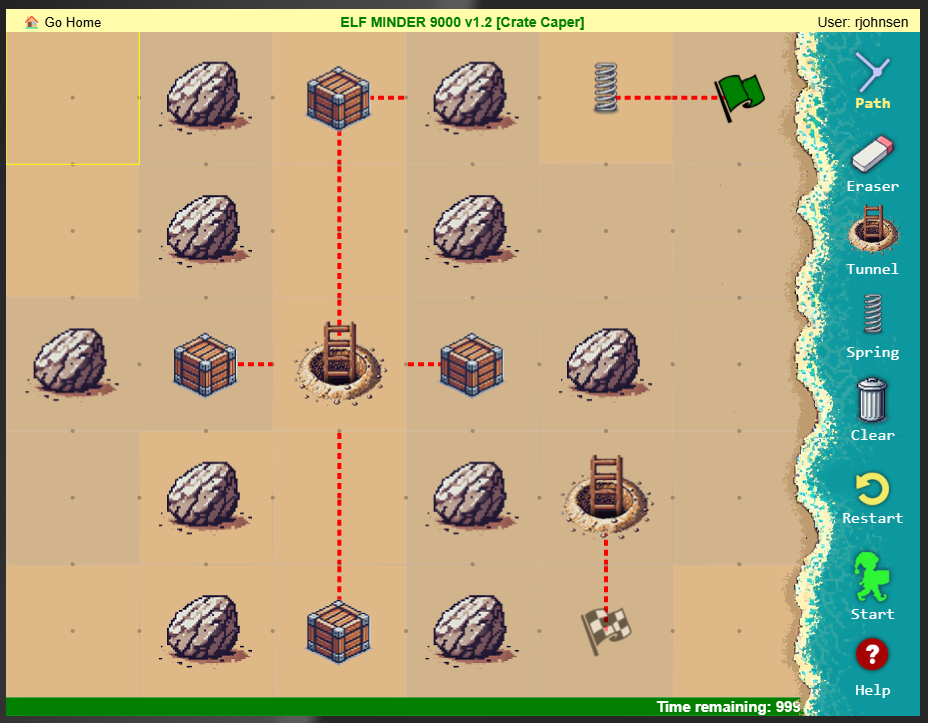 Go Home
ELF MINDER 9000 v1.2 [Crate Caper]
User: rjohnsen
Path
Eraser
Tunnel
Spring
Clear
Restart
Start
?
Help
Time remaining: 999